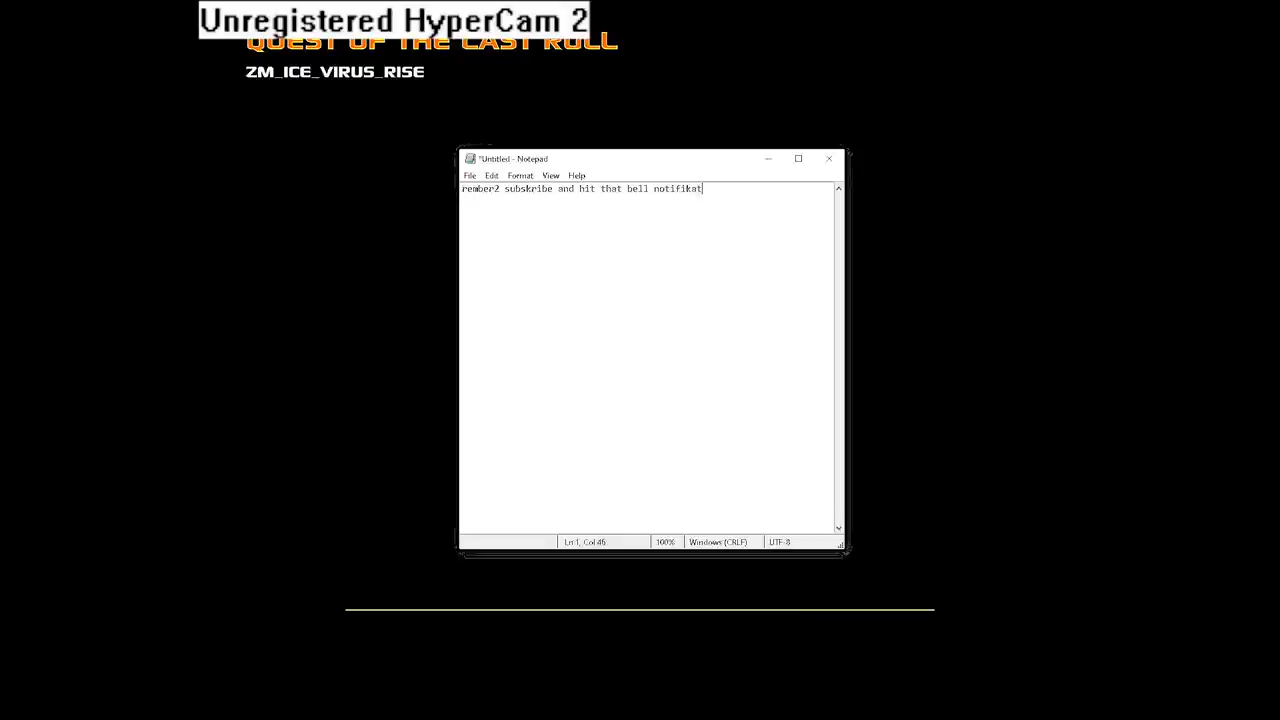 Unregistered HyperCam 2
QUEST OF THE LAST ROLL
ZM_ICE_VIRUS_RISE
*Untitled - Notepad
File Edit Format View Help
rember2 subskribe and hit that bell notifikat
Ln 1, Col 46 100% Windows (CRLF) UTF-8